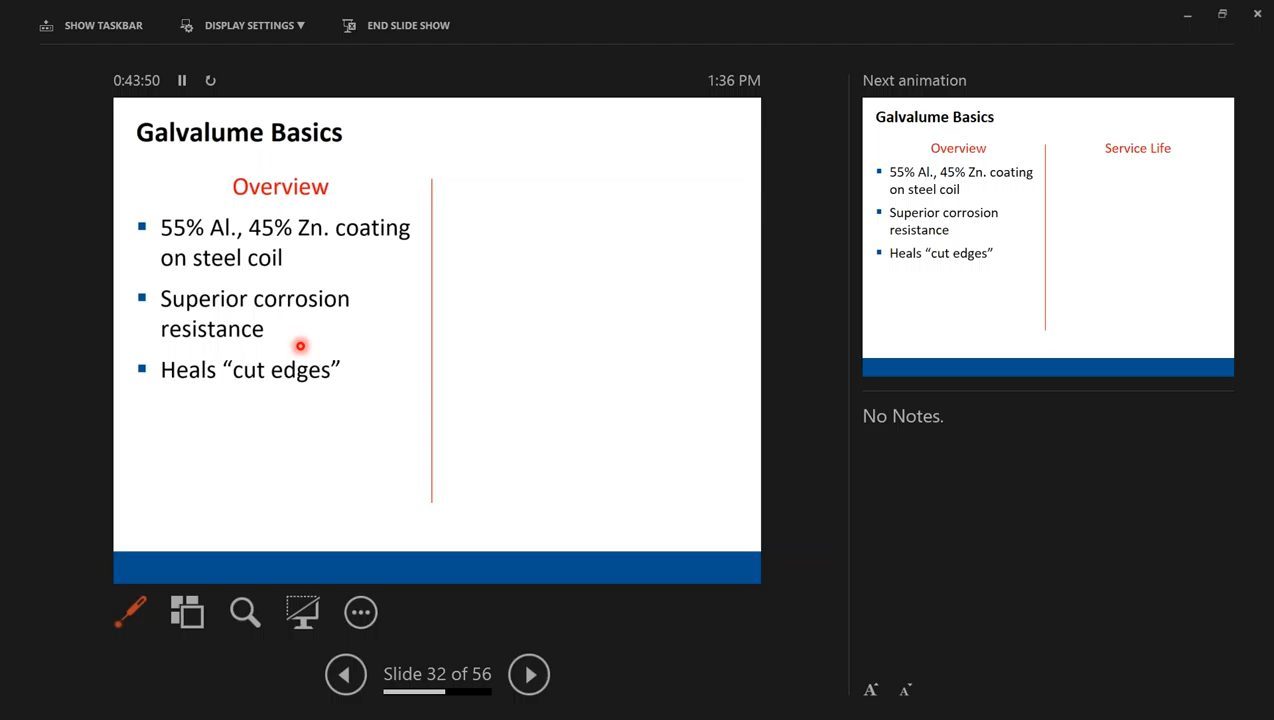 SHOW TASKBAR
DISPLAY SETTINGS ▼
END SLIDE SHOW
0:43:50
1:36 PM
Galvalume Basics
Overview
55% Al., 45% Zn. coating
on steel coil
Superior corrosion
resistance
Heals “cut edges”
Slide 32 of 56
Next animation
Galvalume Basics
Overview
Service Life
55% Al., 45% Zn. coating
on steel coil
Superior corrosion
resistance
Heals “cut edges”
No Notes.
A A